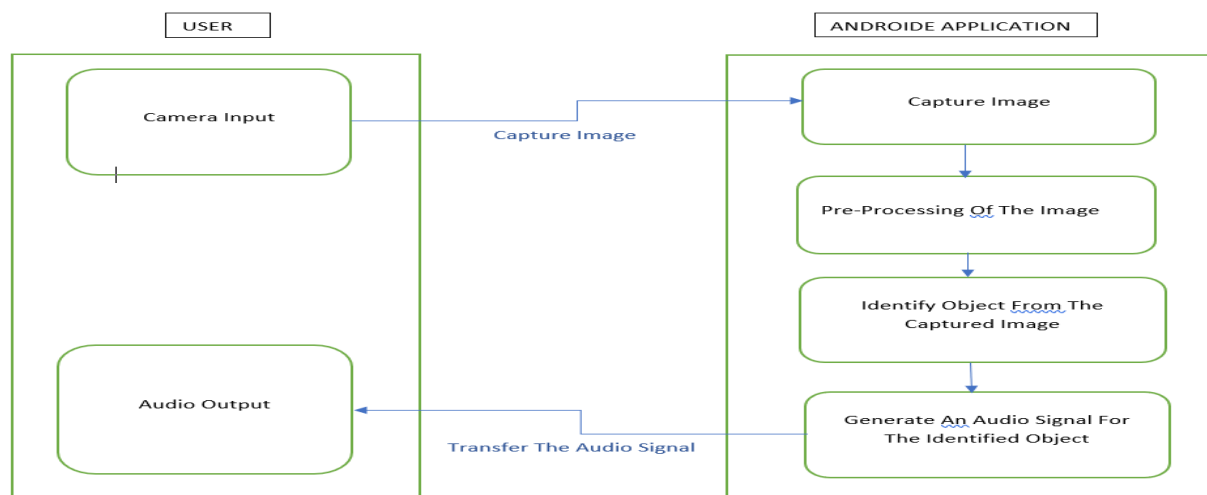 USER
ANDROIDE APPLICATION
Camera Input
Capture Image
Capture Image
Pre-Processing Of The Image
Identify Object From The
Captured Image
Audio Output
Transfer The Audio Signal
Generate An Audio Signal For
The Identified Object